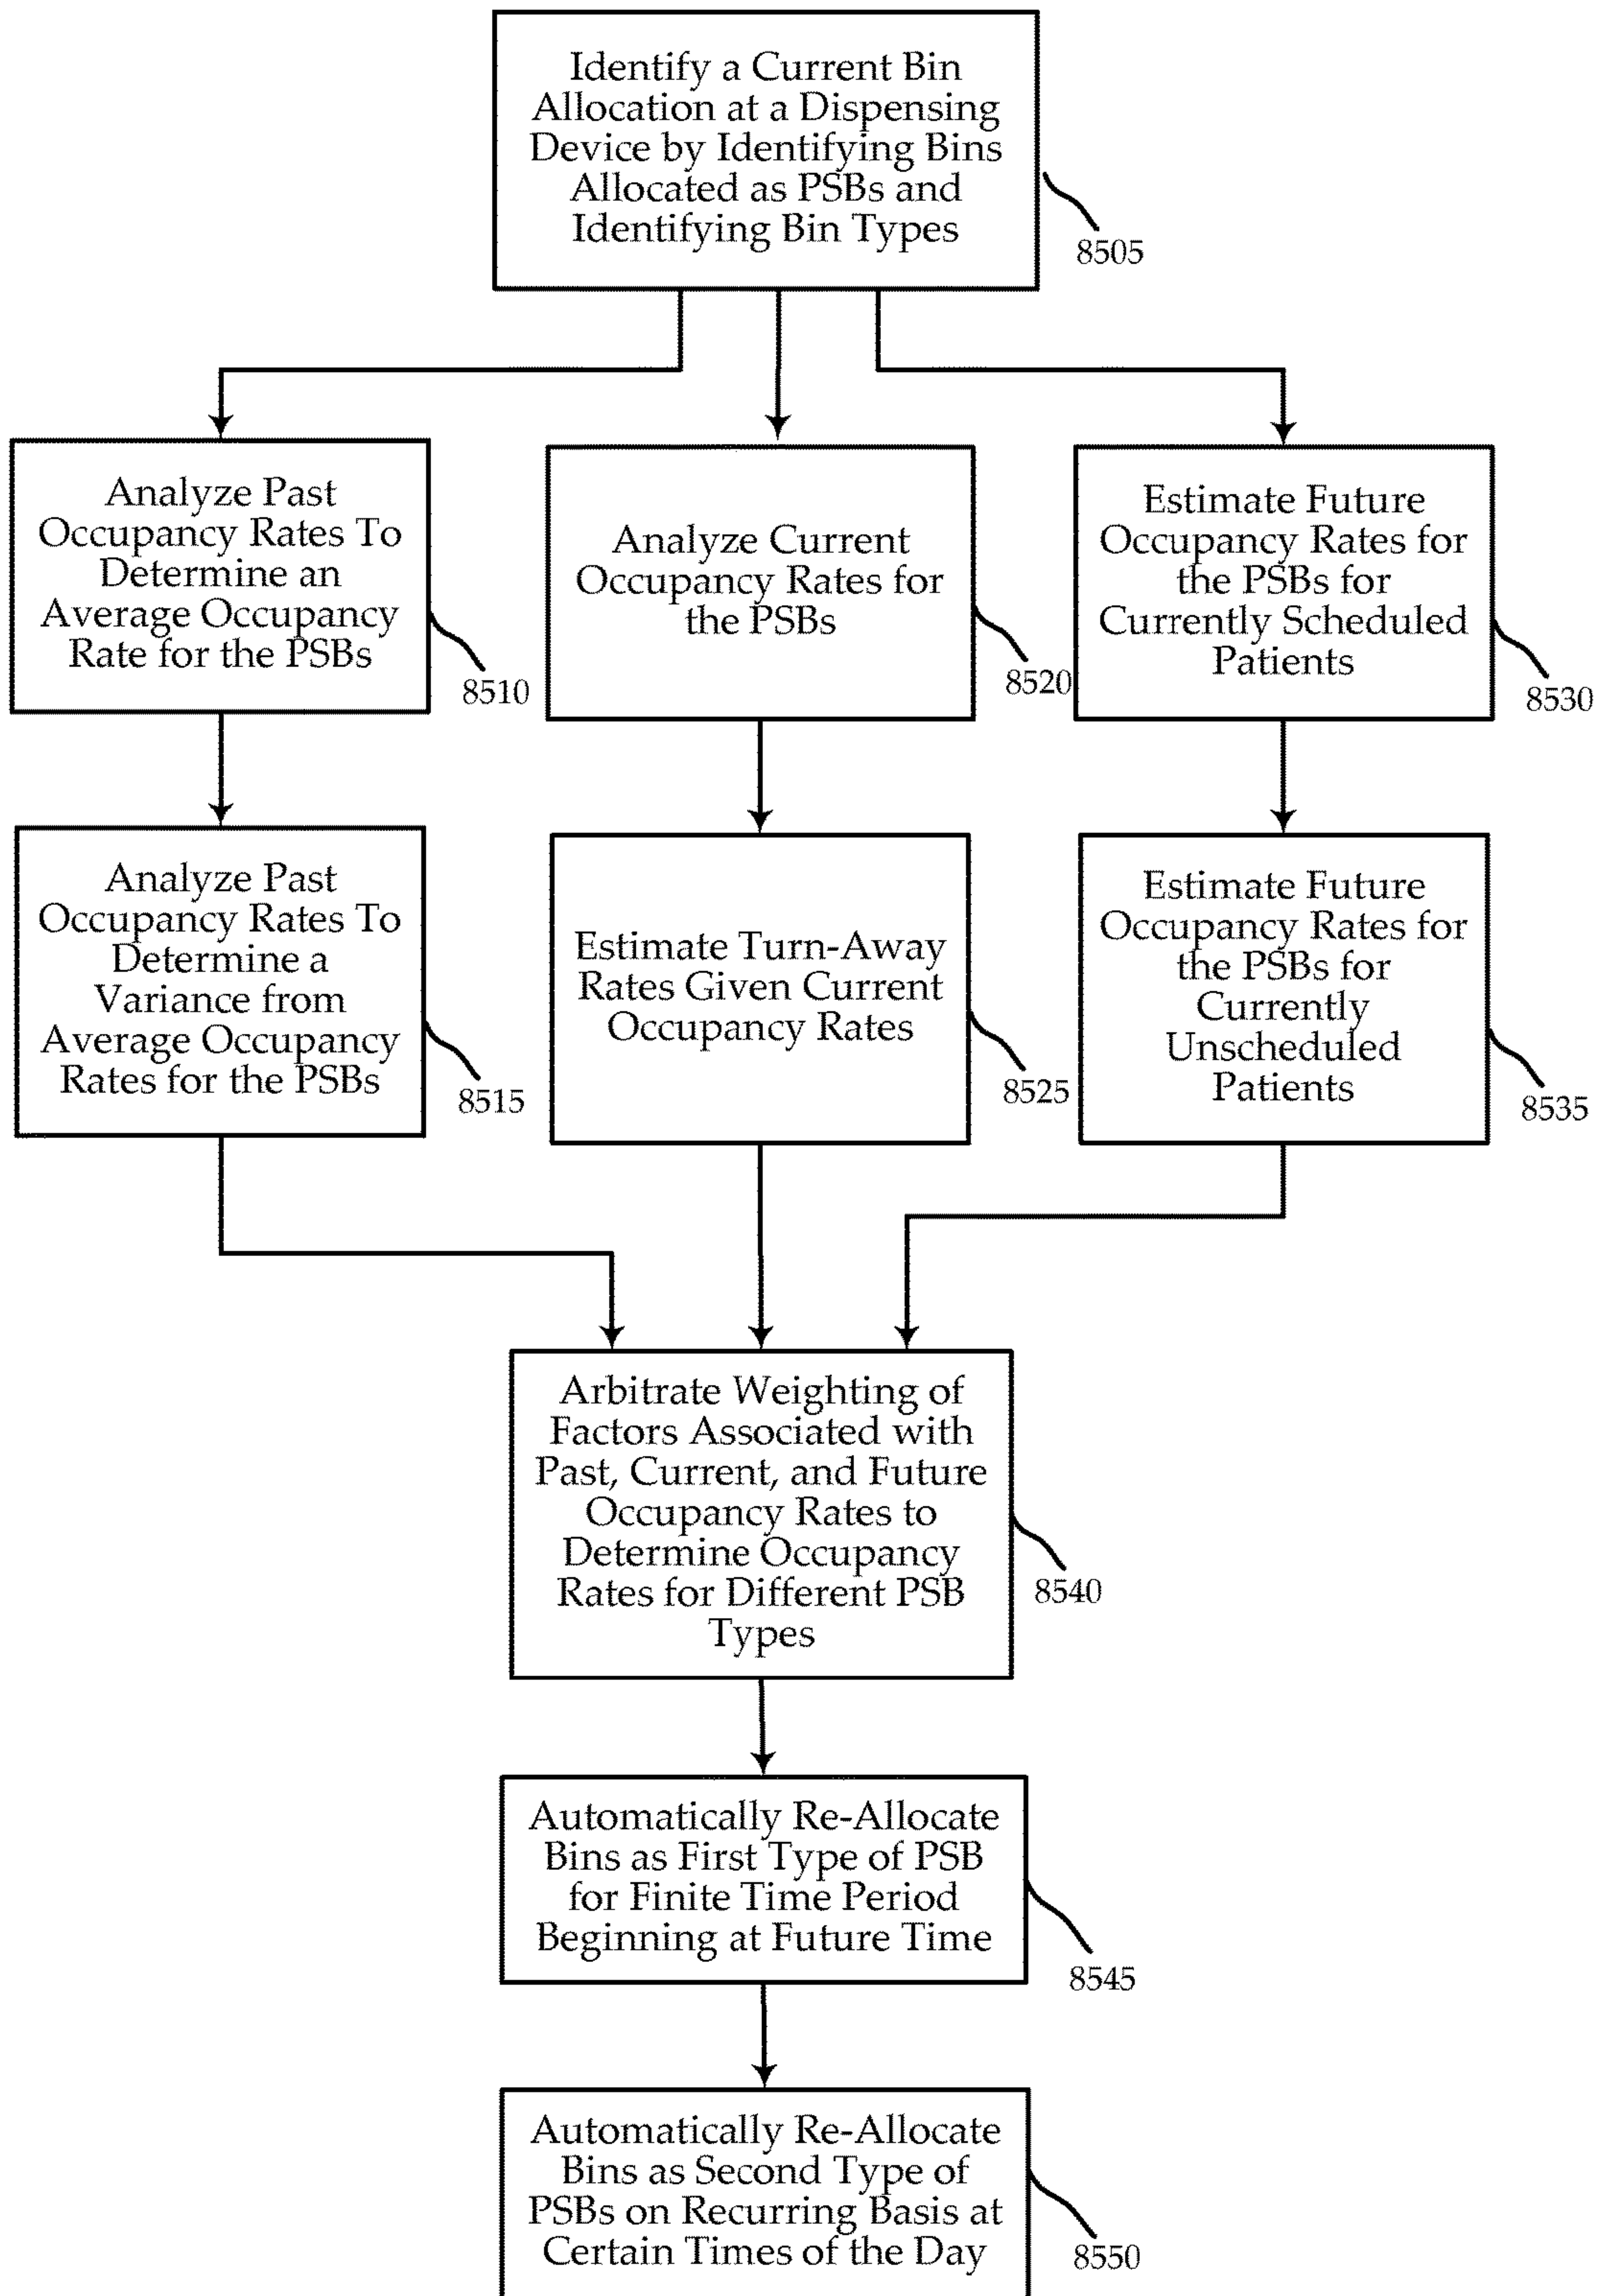 Identify a Current Bin
Allocation at a Dispensing
Device by Identifying Bins
Allocated as PSBs and
Identifying Bin Types
8505
Analyze Past
Occupancy Rates To
Determine an
Average Occupancy
Rate for the PSBs
8510
Analyze Current
Occupancy Rates for
the PSBs
8520
Estimate Future
Occupancy Rates for
the PSBs for
Currently Scheduled
Patients
8530
Analyze Past
Occupancy Rates To
Determine a
Variance from
Average Occupancy
Rates for the PSBs
8515
Estimate Turn-Away
Rates Given Current
Occupancy Rates
8525
Estimate Future
Occupancy Rates for
the PSBs for
Currently
Unscheduled
Patients
8535
Arbitrate Weighting of
Factors Associated with
Past, Current, and Future
Occupancy Rates to
Determine Occupancy
Rates for Different PSB
Types
8540
Automatically Re-Allocate
Bins as First Type of PSB
for Finite Time Period
Beginning at Future Time
8545
Automatically Re-Allocate
Bins as Second Type of
PSBs on Recurring Basis at
Certain Times of the Day
8550